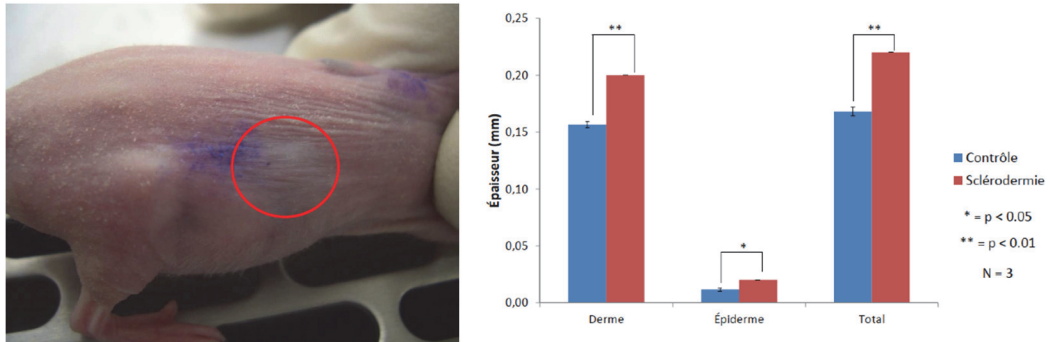 0,25
0,20
0,15
0,10
0,05
0,00
Épaisseur (mm)
**
*
**
Derme
Épiderme
Total
Contrôle
Sclérodermie
* = p < 0.05
** = p < 0.01
N = 3